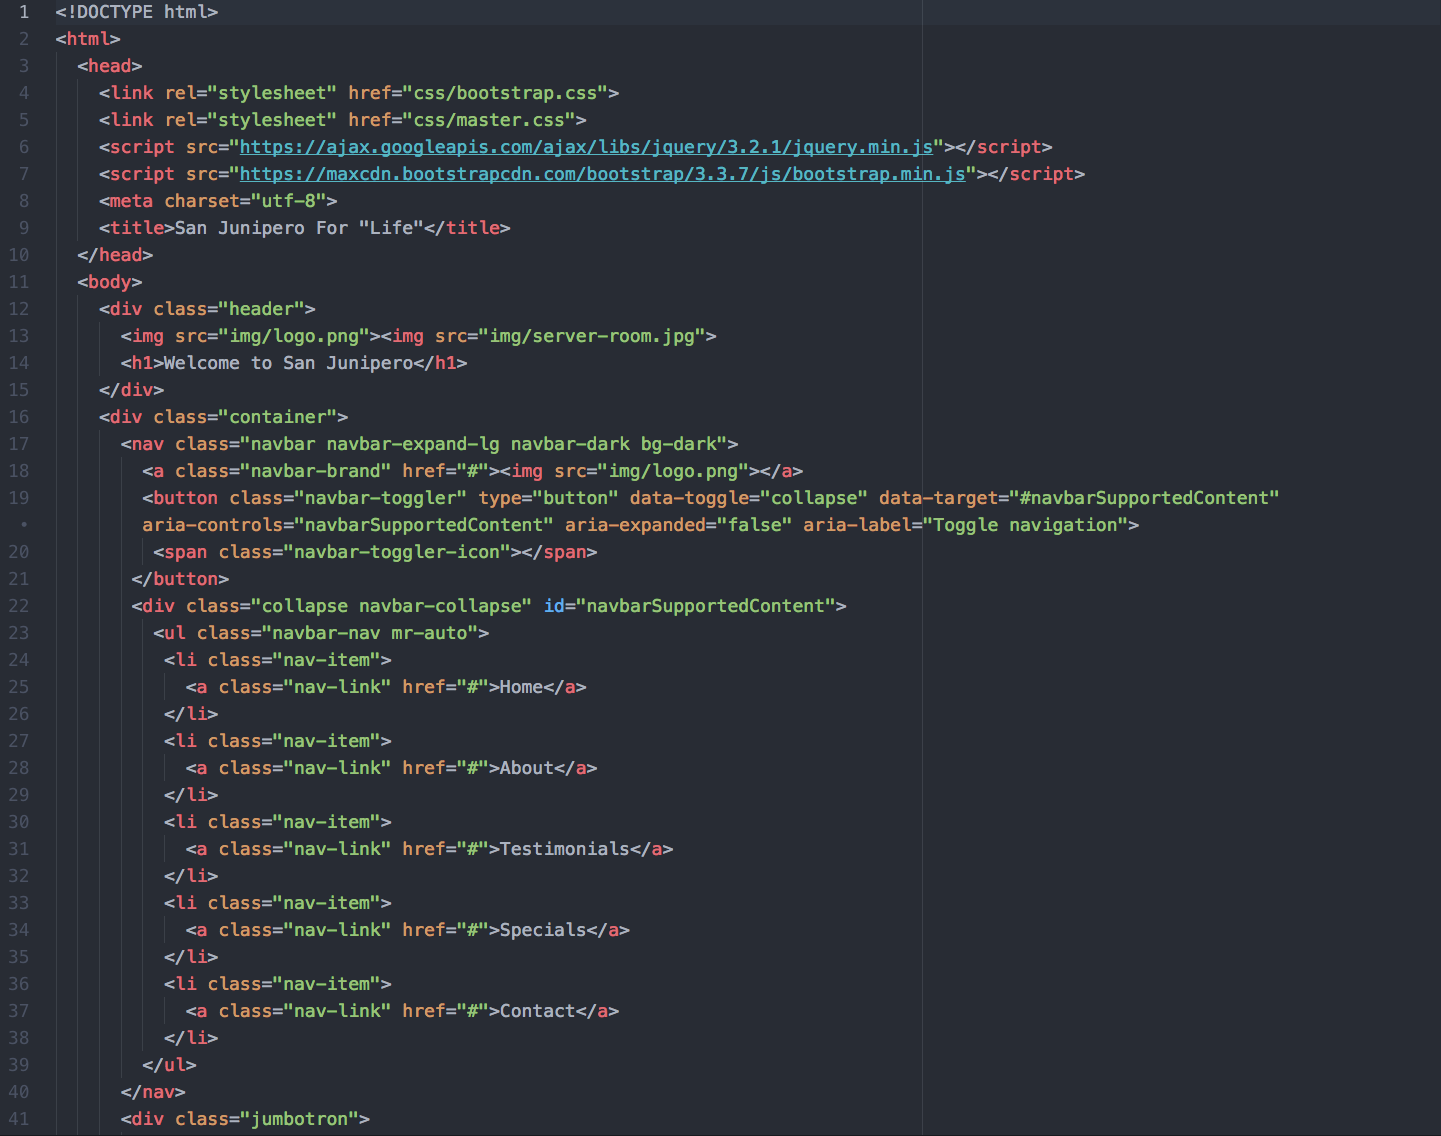 1 <!DOCTYPE html>
2 <html>
3 <head>
4 <link rel="stylesheet" href="css/bootstrap.css">
5 <link rel="stylesheet" href="css/master.css">
6 <script src="https://ajax.googleapis.com/ajax/libs/jquery/3.2.1/jquery.min.js"></script>
7 <script src="https://maxcdn.bootstrapcdn.com/bootstrap/3.3.7/js/bootstrap.min.js"></script>
8 <meta charset="utf-8">
9 <title>San Junipero For "Life"</title>
10 </head>
11 <body>
12 <div class="header">
13 <img src="img/logo.png"><img src="img/server-room.jpg">
14 <h1>Welcome to San Junipero</h1>
15 </div>
16 <div class="container">
17 <nav class="navbar navbar-expand-lg navbar-dark bg-dark">
18 <a class="navbar-brand" href="#"><img src="img/logo.png"></a>
19 <button class="navbar-toggler" type="button" data-toggle="collapse" data-target="#navbarSupportedContent"
• aria-controls="navbarSupportedContent" aria-expanded="false" aria-label="Toggle navigation">
20 <span class="navbar-toggler-icon"></span>
21 </button>
22 <div class="collapse navbar-collapse" id="navbarSupportedContent">
23 <ul class="navbar-nav mr-auto">
24 <li class="nav-item">
25 <a class="nav-link" href="#">Home</a>
26 </li>
27 <li class="nav-item">
28 <a class="nav-link" href="#">About</a>
29 </li>
30 <li class="nav-item">
31 <a class="nav-link" href="#">Testimonials</a>
32 </li>
33 <li class="nav-item">
34 <a class="nav-link" href="#">Specials</a>
35 </li>
36 <li class="nav-item">
37 <a class="nav-link" href="#">Contact</a>
38 </li>
39 </ul>
40 </nav>
41 <div class="jumbotron">